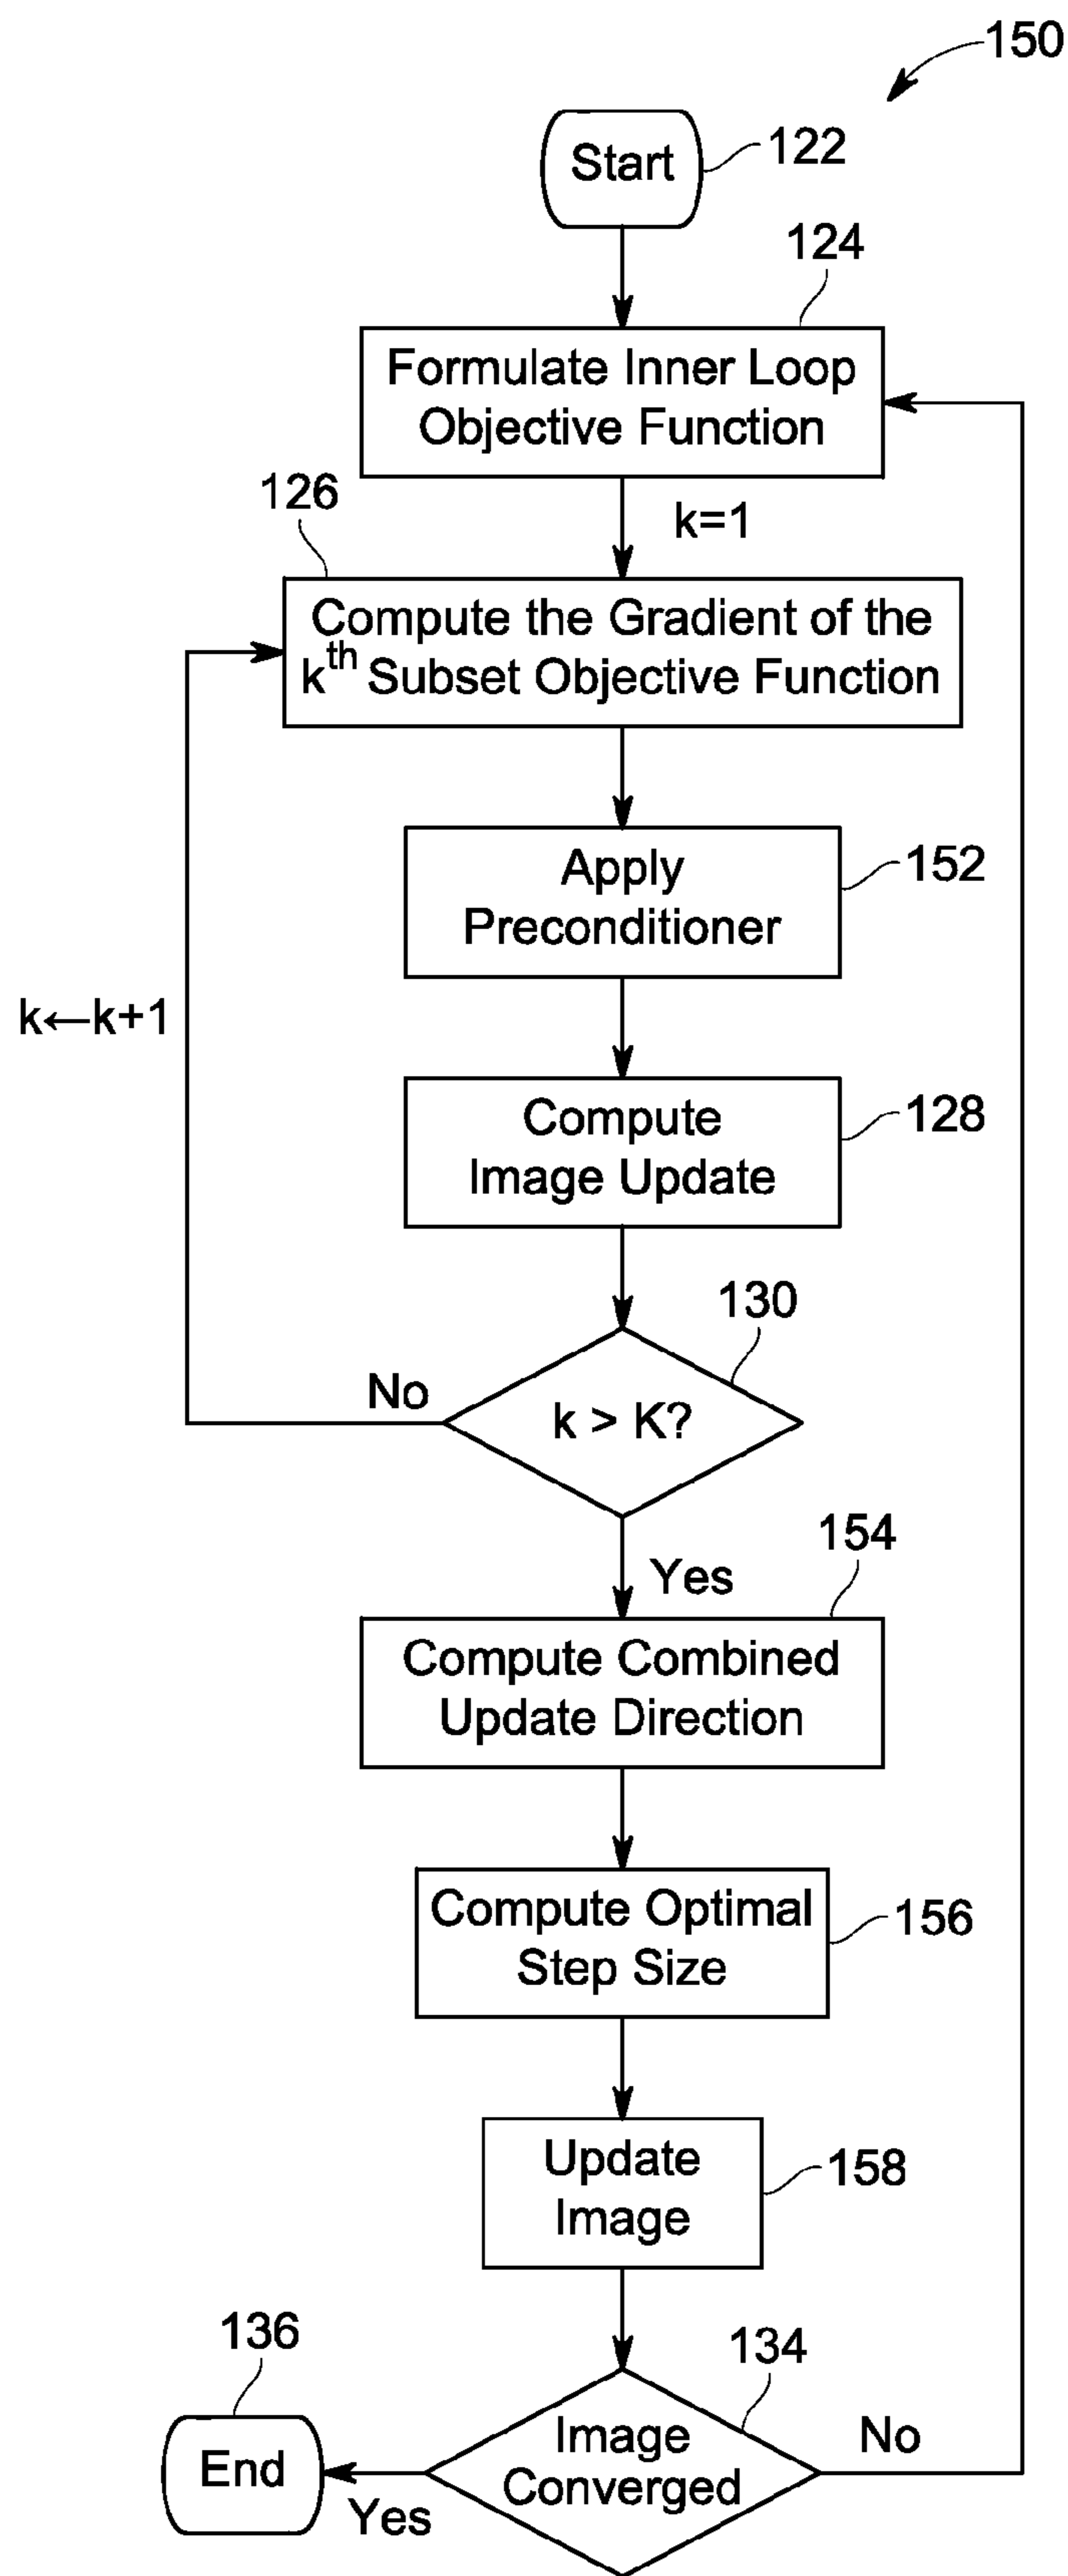 150
Start
122
124
Formulate Inner Loop
Objective Function
126
k=1
Compute the Gradient of the
kth Subset Objective Function
Apply
Preconditioner
152
k←k+1
Compute
Image Update
128
130
No
k > K?
154
Yes
Compute Combined
Update Direction
Compute Optimal
Step Size
156
Update
Image
158
136
134
End
Image
Converged
No
Yes